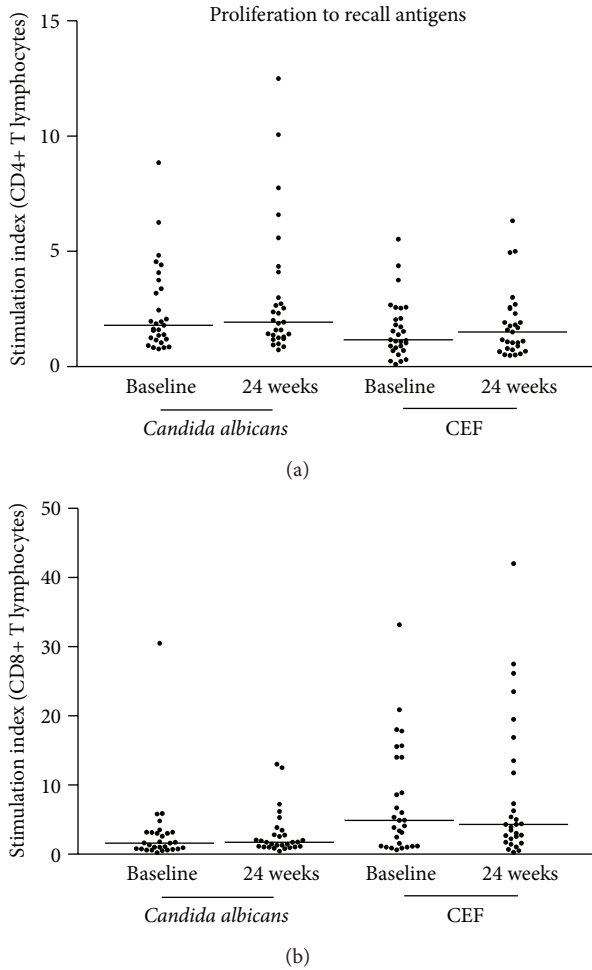 Proliferation to recall antigens
Stimulation index (CD4+ T lymphocytes)
15
10
5
0
Baseline 24 weeks Baseline 24 weeks
Candida albicans CEF
(a)
Stimulation index (CD8+ T lymphocytes)
50
40
30
20
10
0
Baseline 24 weeks Baseline 24 weeks
Candida albicans CEF
(b)